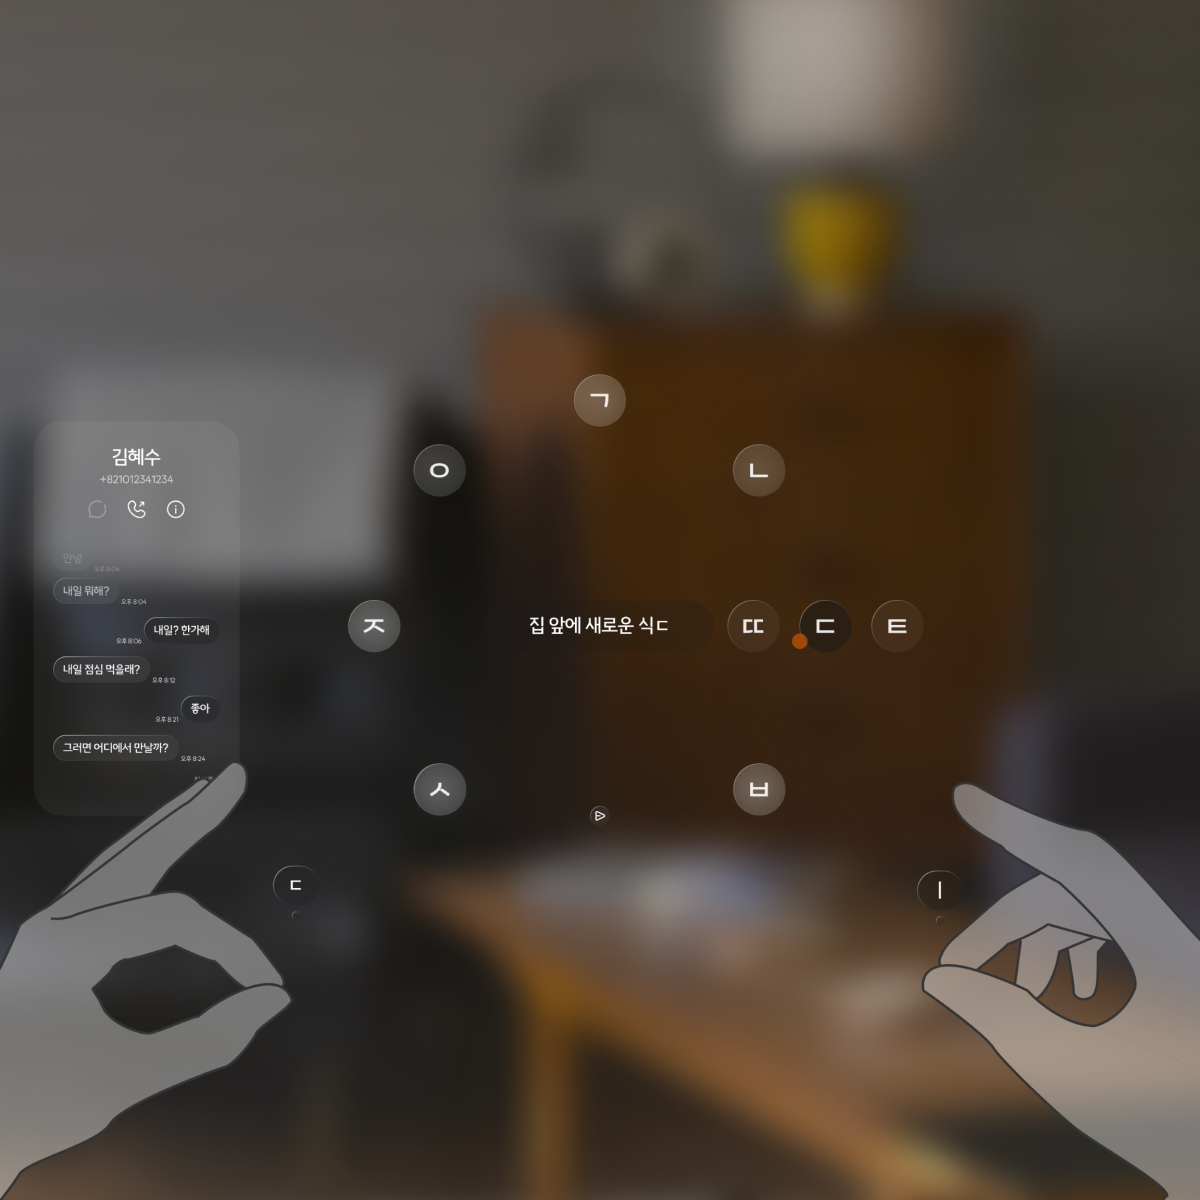 김혜수
+821012341234
안녕
오후 8:04
내일 뭐해?
오후 8:04
내일? 한가해
오후 8:06
내일 점심 먹을래?
오후 8:12
좋아
오후 8:21
그러면 어디에서 만날까?
오후 8:24
ㄱ
ㅇ
ㄴ
ㅈ
집 앞에 새로운 식ㄷ
ㄸ
ㄷ
ㅌ
ㅅ
ㅂ
ㄷ
ㅣ